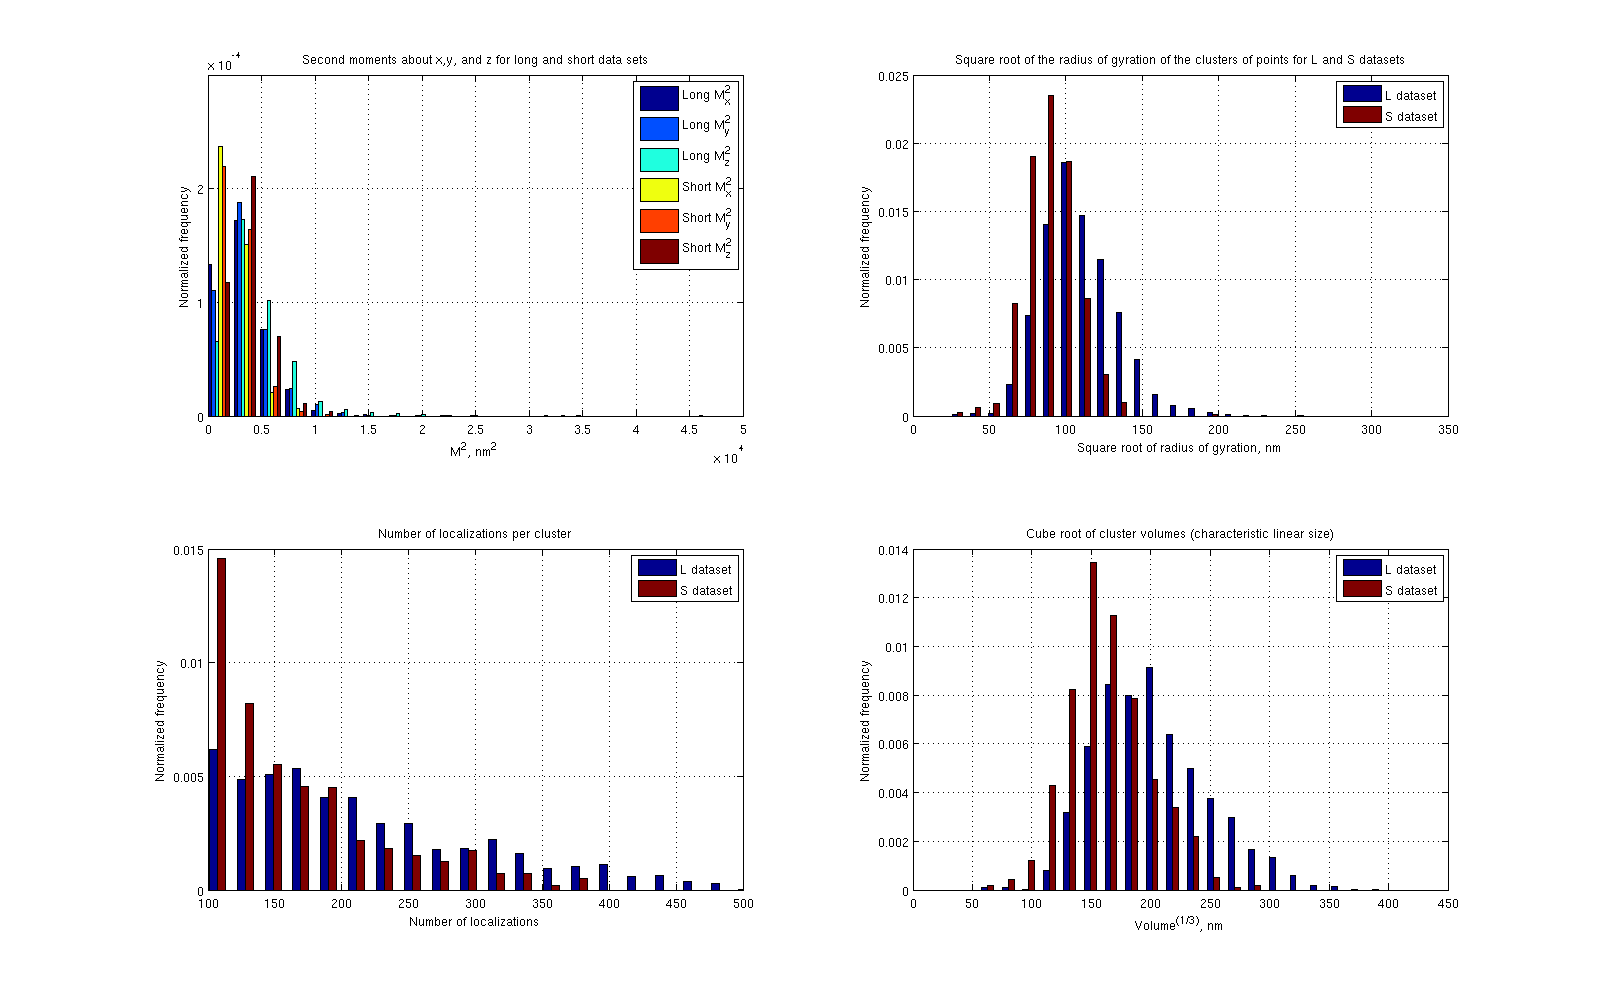 Second moments about x,y, and z for long and short data sets
× 10^-4
Normalized frequency
2
1
0
0 0.5 1 1.5 2 2.5 3 3.5 4 4.5 5
M^2, nm^2
× 10^4
Long M_x^2
Long M_y^2
Long M_z^2
Short M_x^2
Short M_y^2
Short M_z^2
Square root of the radius of gyration of the clusters of points for L and S datasets
Normalized frequency
0.025
0.02
0.015
0.01
0.005
0
0 50 100 150 200 250 300 350
Square root of radius of gyration, nm
L dataset
S dataset
Number of localizations per cluster
Normalized frequency
0.015
0.01
0.005
0
100 150 200 250 300 350 400 450 500
Number of localizations
L dataset
S dataset
Cube root of cluster volumes (characteristic linear size)
Normalized frequency
0.014
0.012
0.01
0.008
0.006
0.004
0.002
0
0 50 100 150 200 250 300 350 400 450
Volume^(1/3), nm
L dataset
S dataset